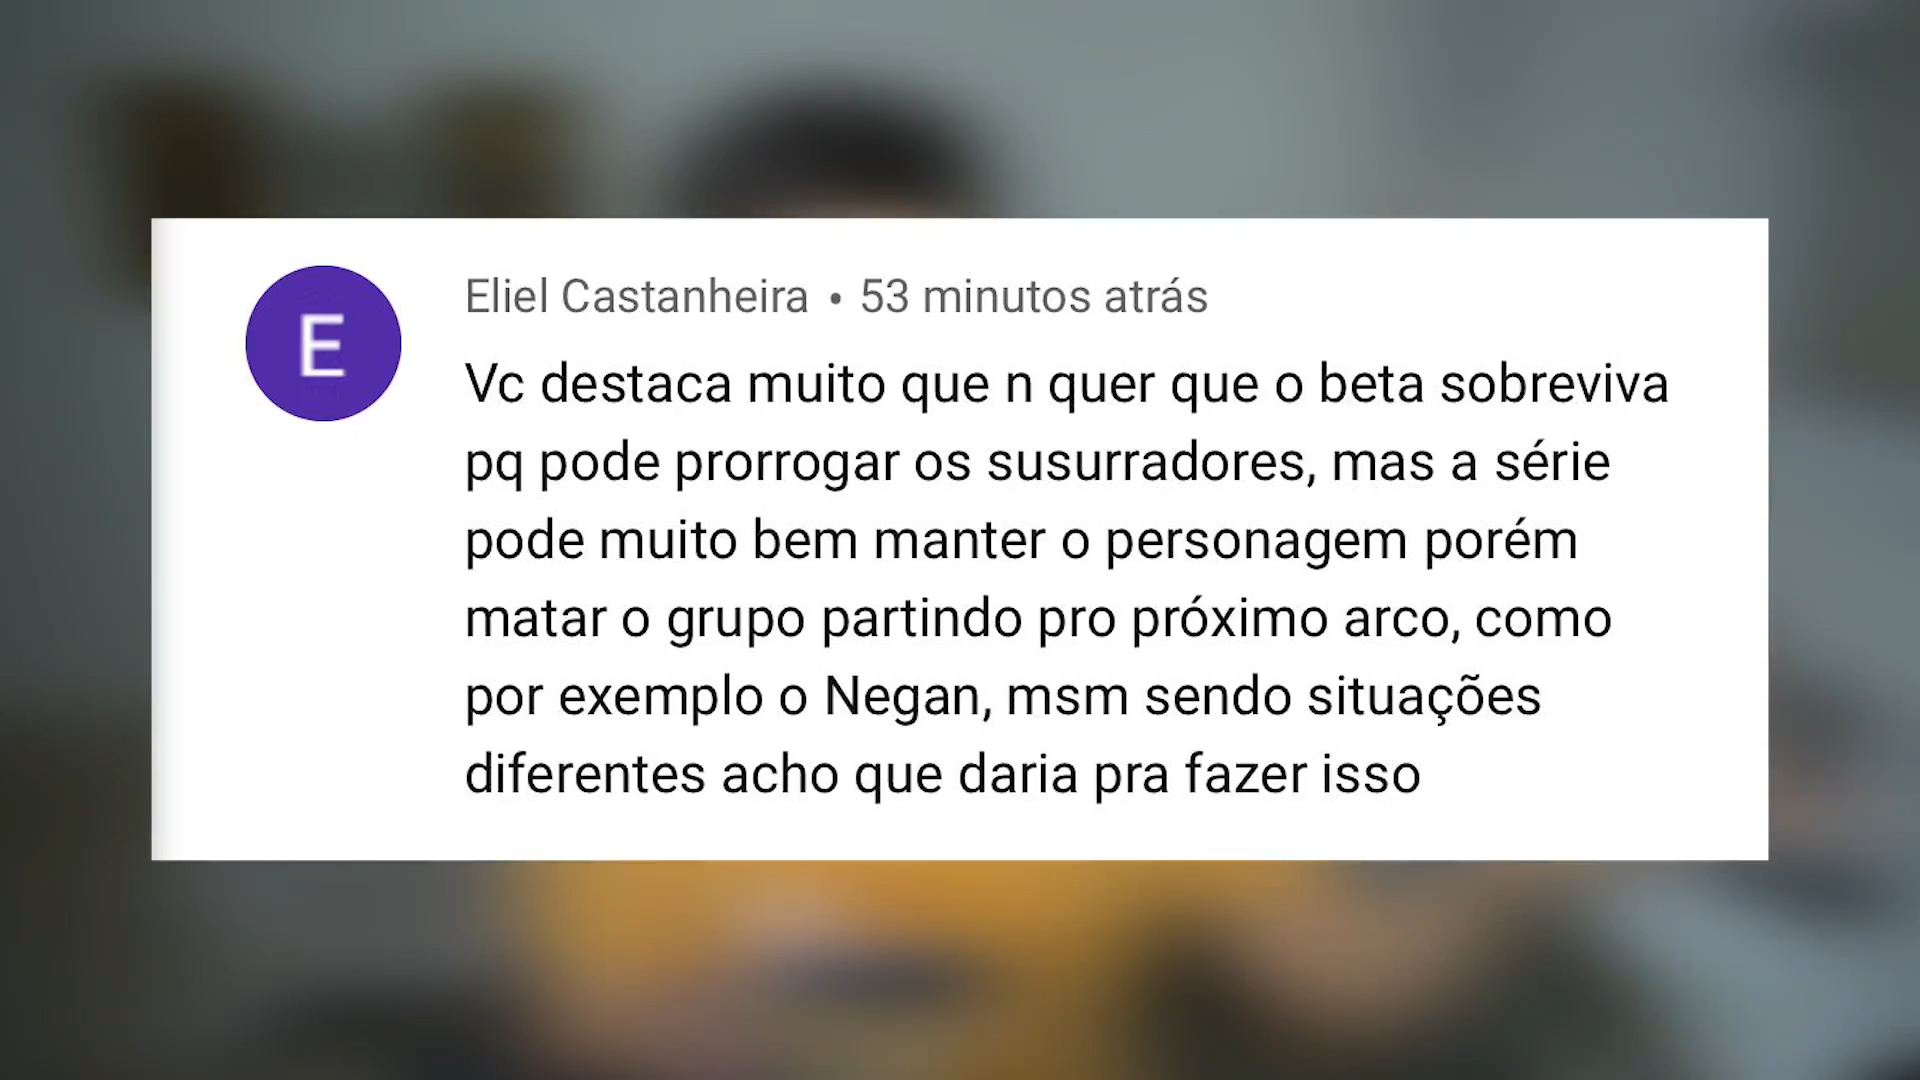 E
Eliel Castanheira • 53 minutos atrás
Vc destaca muito que n quer que o beta sobreviva
pq pode prorrogar os susurradores, mas a série
pode muito bem manter o personagem porém
matar o grupo partindo pro próximo arco, como
por exemplo o Negan, msm sendo situações
diferentes acho que daria pra fazer isso